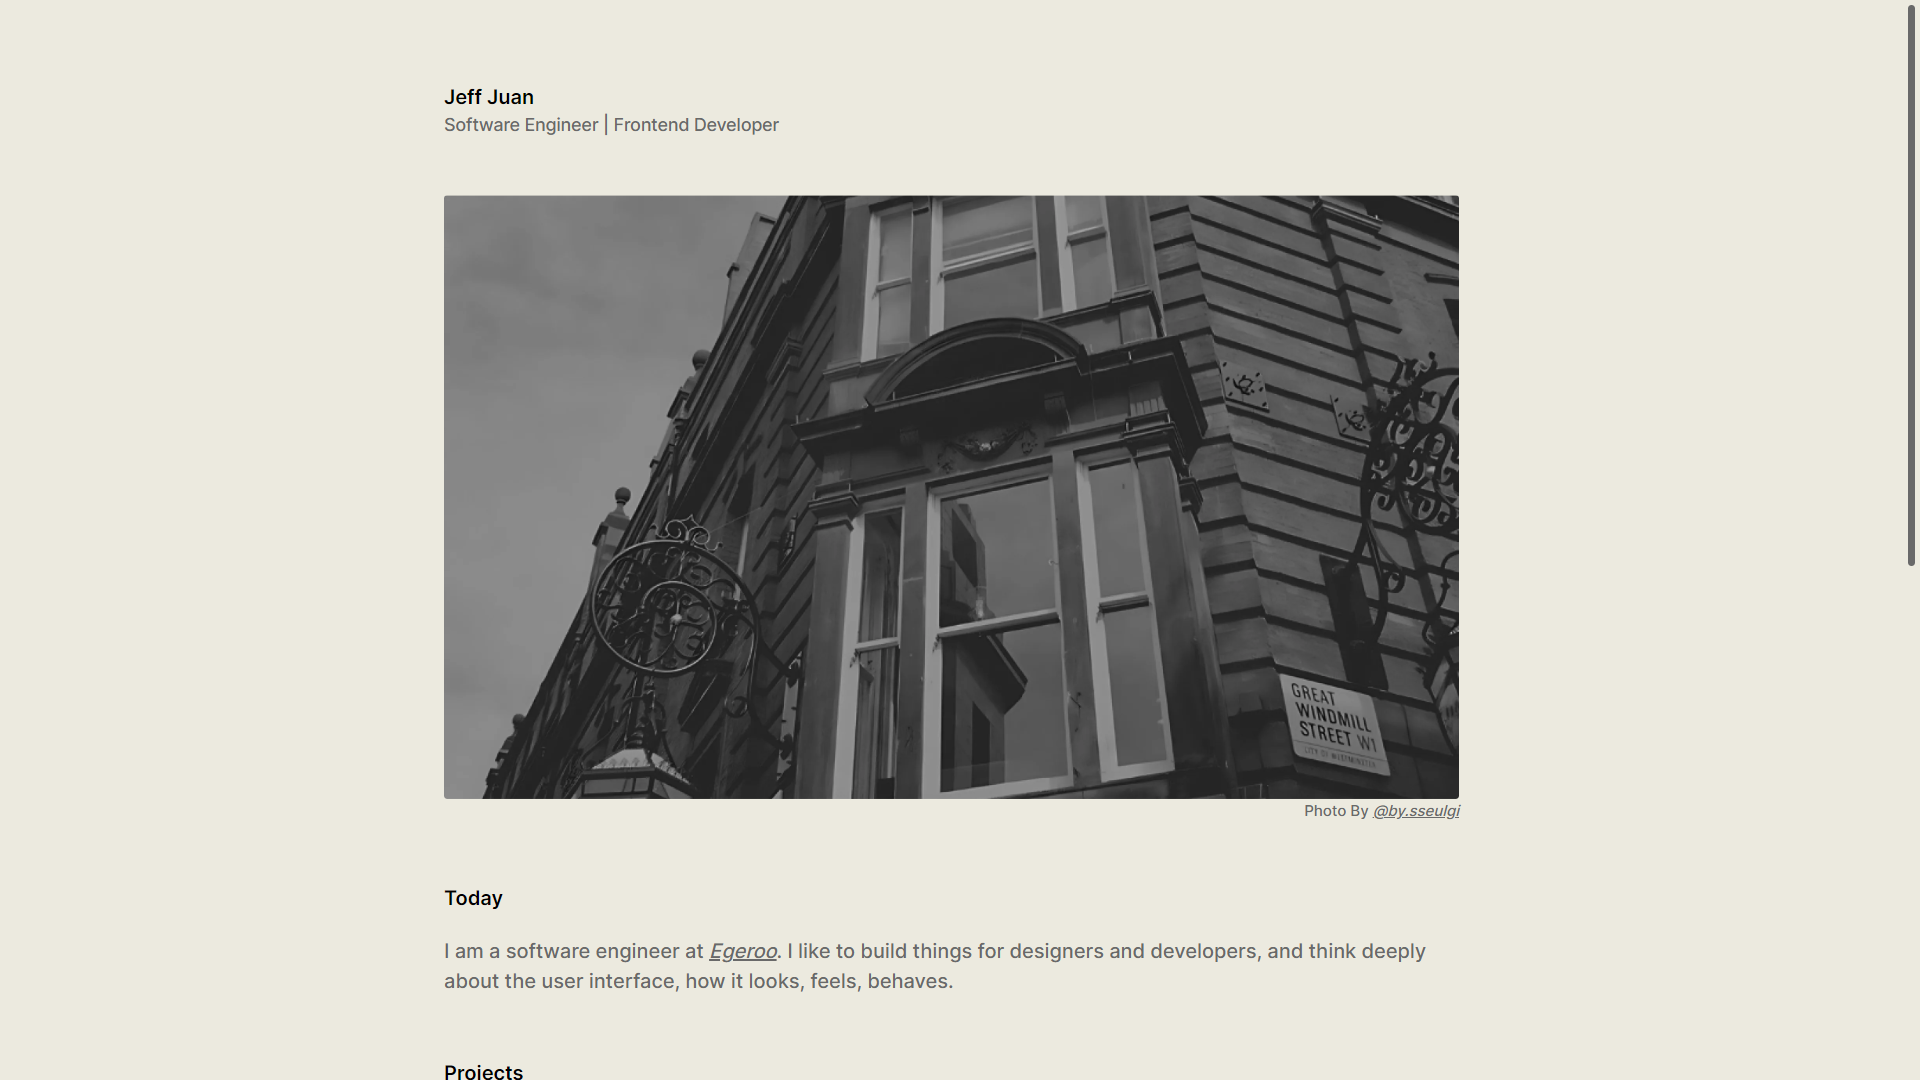 Jeff Juan
Software Engineer | Frontend Developer
GREAT
WINDMILL
STREET W1
CITY OF WESTMINSTER
Photo By @by.sseulgi
Today
I am a software engineer at Egeroo. I like to build things for designers and developers, and think deeply
about the user interface, how it looks, feels, behaves.
Projects